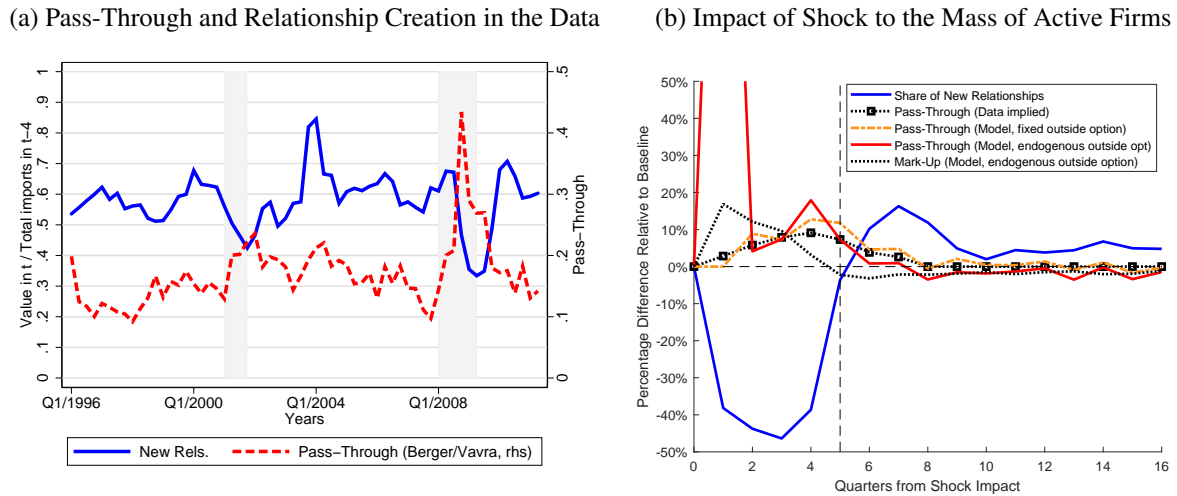 (a) Pass-Through and Relationship Creation in the Data
Value in t / Total imports in t−4
0 .1 .2 .3 .4 .5 .6 .7 .8 .9 1
0 .1 .2 .3 .4 .5
Pass−Through
Q1/1996 Q1/2000 Q1/2004 Q1/2008
Years
New Rels. Pass−Through (Berger/Vavra, rhs)
(b) Impact of Shock to the Mass of Active Firms
Percentage Difference Relative to Baseline
50%
40%
30%
20%
10%
0%
-10%
-20%
-30%
-40%
-50%
Share of New Relationships
Pass-Through (Data implied)
Pass-Through (Model, fixed outside option)
Pass-Through (Model, endogenous outside opt)
Mark-Up (Model, endogenous outside option)
0 2 4 6 8 10 12 14 16
Quarters from Shock Impact